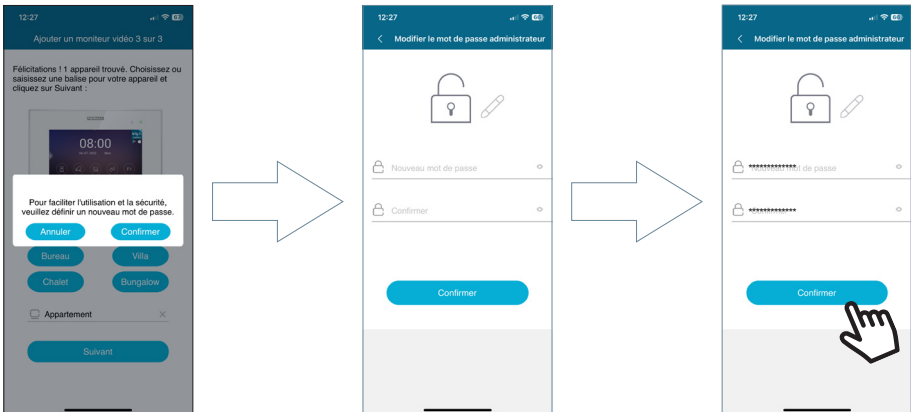 12:27
Ajouter un moniteur vidéo 3 sur 3
Félicitations ! 1 appareil trouvé. Choisissez ou
saisissez une balise pour votre appareil et
cliquez sur Suivant :
08:00
Pour faciliter l'utilisation et la sécurité,
veuillez définir un nouveau mot de passe.
Annuler
Confirmer
Bureau
Villa
Chalet
Bungalow
Appartement
Suivant
12:27
Modifier le mot de passe administrateur
Nouveau mot de passe
Confirmer
Confirmer
12:27
Modifier le mot de passe administrateur
************* mot de passe
*************
Confirmer